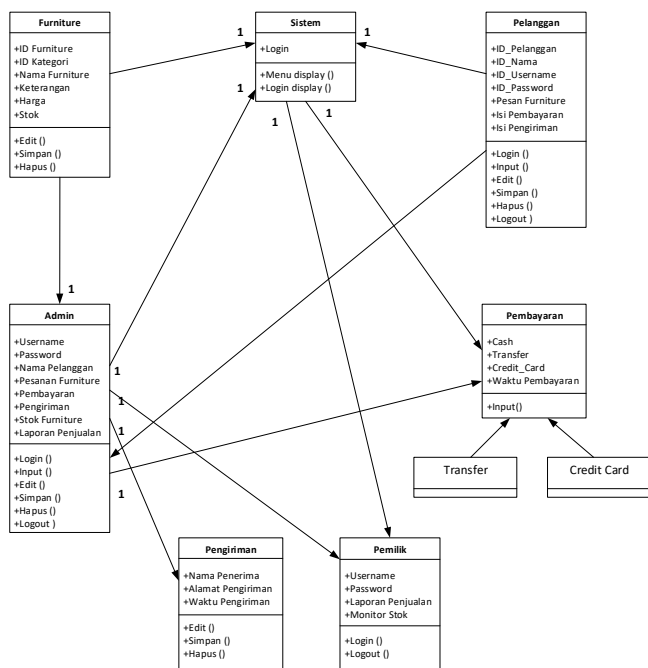 Furniture
+ID Furniture
+ID Kategori
+Nama Furniture
+Keterangan
+Harga
+Stok
+Edit ()
+Simpan ()
+Hapus ()
1
Sistem
+Login
+Menu display ()
+Login display ()
1
1
1
1
Pelanggan
+ID_Pelanggan
+ID_Nama
+ID_Username
+ID_Password
+Pesan Furniture
+Isi Pembayaran
+Isi Pengiriman
+Login ()
+Input ()
+Edit ()
+Simpan ()
+Hapus ()
+Logout )
1
Admin
+Username
+Password
+Nama Pelanggan
+Pesanan Furniture
+Pembayaran
+Pengiriman
+Stok Furniture
+Laporan Penjualan
+Login ()
+Input ()
+Edit ()
+Simpan ()
+Hapus ()
+Logout )
1
1
1
1
Pembayaran
+Cash
+Transfer
+Credit_Card
+Waktu Pembayaran
+Input()
Transfer
Credit Card
Pengiriman
+Nama Penerima
+Alamat Pengiriman
+Waktu Pengiriman
+Edit ()
+Simpan ()
+Hapus ()
Pemilik
+Username
+Password
+Laporan Penjualan
+Monitor Stok
+Login ()
+Logout ()